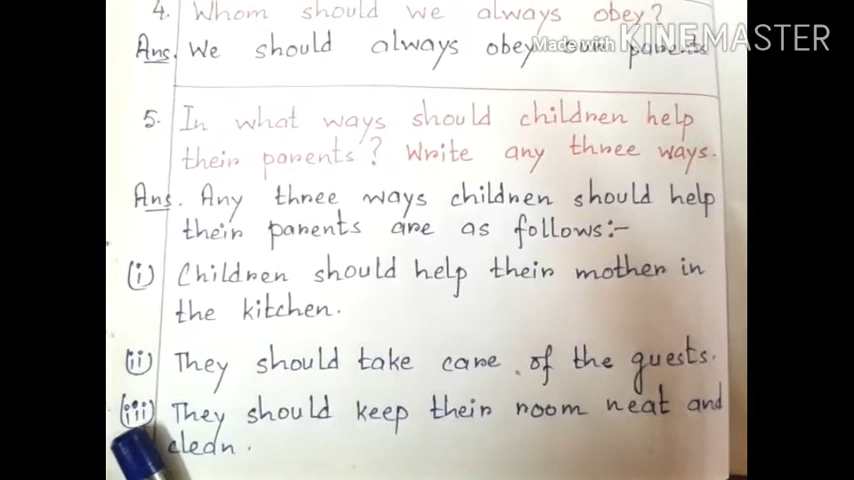 4. Whom should we always obey?
Ans. We should always obey our parents
Made with KINEMASTER
5. In what ways should children help
their parents? Write any three ways.
Ans. Any three ways children should help
their parents are as follows:-
(i) Children should help their mother in
the kitchen.
(ii) They should take care of the guests.
(iii) They should keep their room neat and
clean.